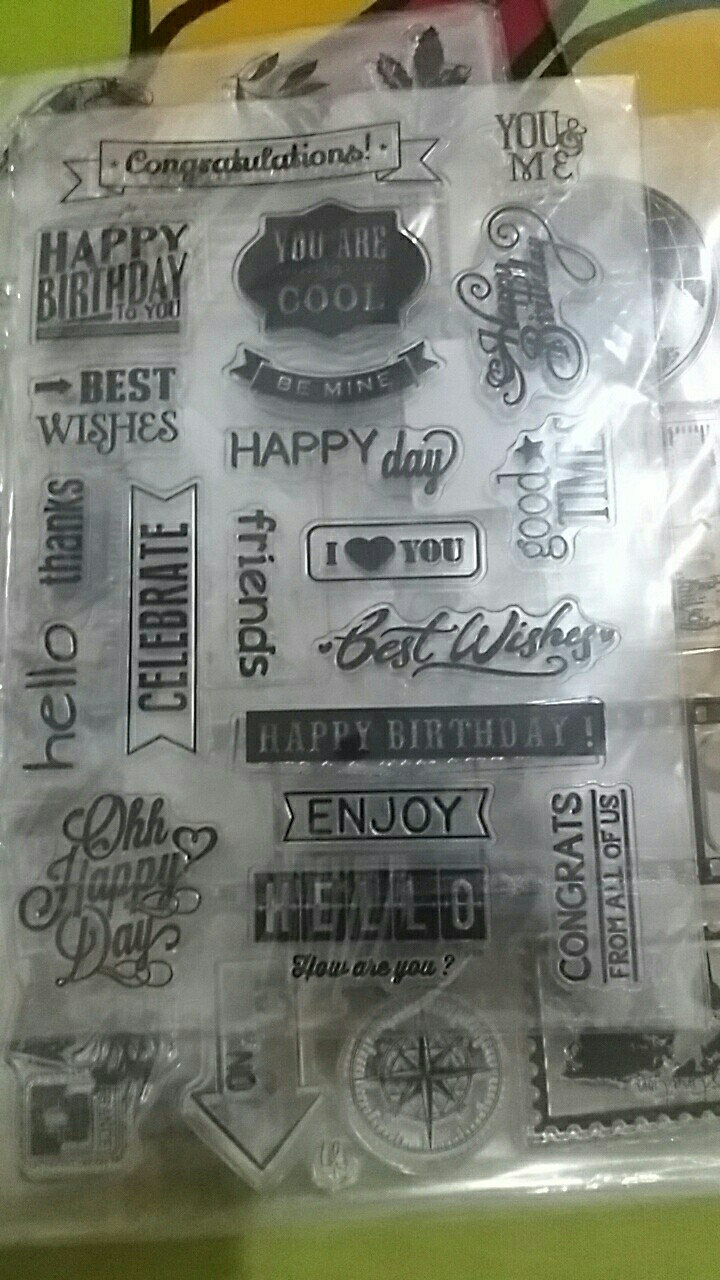 Congratulations!
YOU &
ME
HAPPY
BIRTHDAY
TO YOU
YOU ARE
SO
COOL
Happy
Birthday
BE MINE
BEST
WISHES
HAPPY day
good
TIME
thanks
hello
CELEBRATE
friends
I YOU
Best Wishes
HAPPY BIRTHDAY!
Ohh
Happy
Day
ENJOY
HELLO
How are you?
CONGRATS
FROM ALL OF US